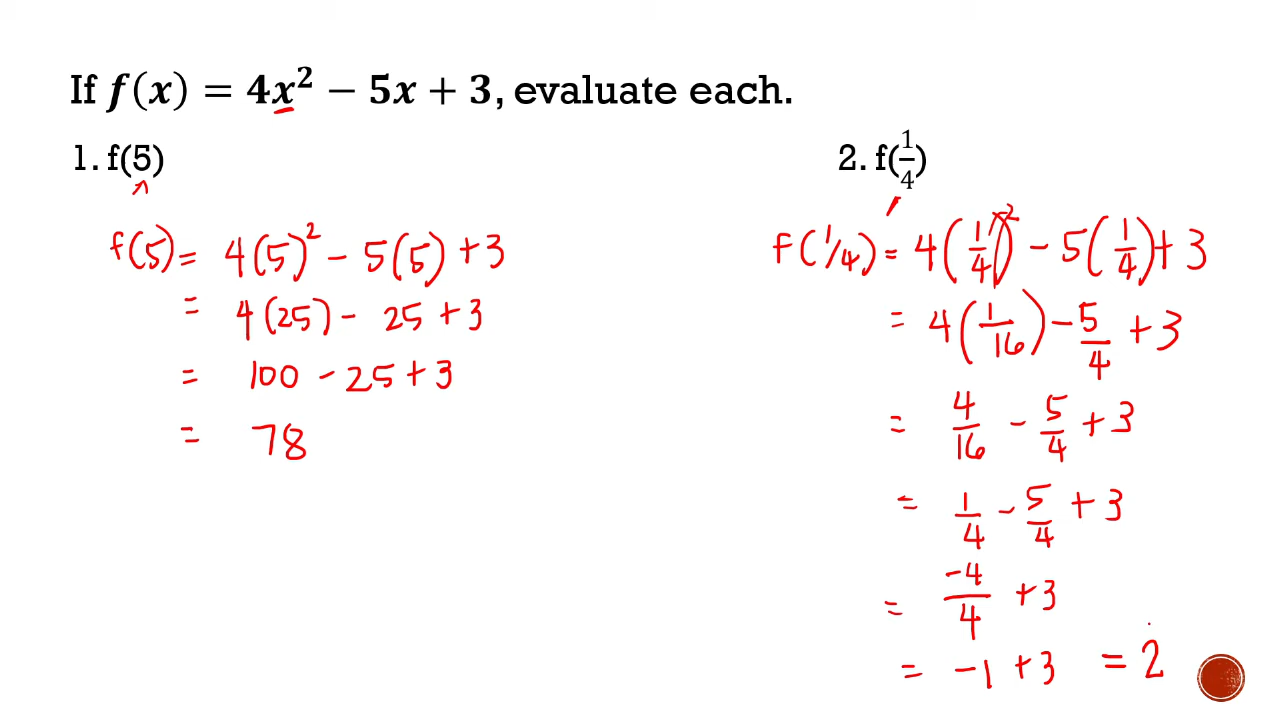 If f(x) = 4x² − 5x + 3, evaluate each.
1. f(5)
f(5) = 4(5)² − 5(5) + 3
= 4(25) − 25 + 3
= 100 − 25 + 3
= 78
2. f(1/4)
f(1/4) = 4(1/4)² − 5(1/4) + 3
= 4(1/16) − 5/4 + 3
= 4/16 − 5/4 + 3
= 1/4 − 5/4 + 3
= −4/4 + 3
= −1 + 3 = 2